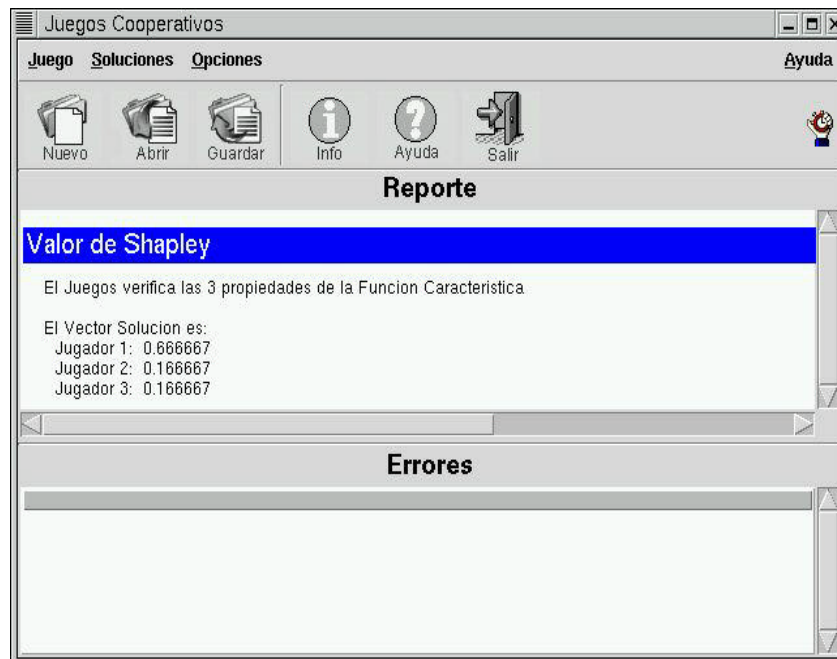 Juegos Cooperativos
Juego Soluciones Opciones Ayuda
Nuevo Abrir Guardar Info Ayuda Salir
Reporte
Valor de Shapley
El Juegos verifica las 3 propiedades de la Funcion Caracteristica
El Vector Solucion es:
Jugador 1: 0.666667
Jugador 2: 0.166667
Jugador 3: 0.166667
Errores